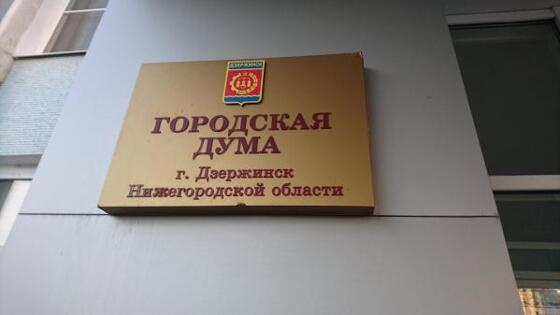 ДЗЕРЖИНСК
ГОРОДСКАЯ
ДУМА
г. Дзержинск
Нижегородской области